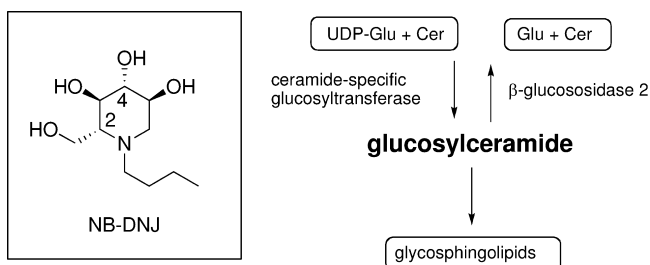 OH
HO
OH
4
2
HO
N
NB-DNJ
UDP-Glu + Cer
Glu + Cer
ceramide-specific
glucosyltransferase
β-glucososidase 2
glucosylceramide
glycosphingolipids